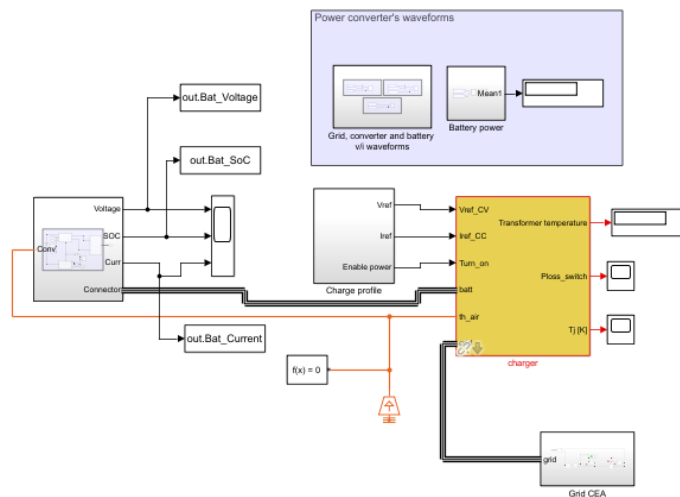 Power converter's waveforms
Mean1
Grid, converter and battery
v/i waveforms
Battery power
out.Bat_Voltage
out.Bat_SoC
Voltage
SOC
Conv
Curr
Connector
out.Bat_Current
Vref
Iref
Enable power
Charge profile
Vref_CV
Iref_CC
Turn_on
batt
th_air
Transformer temperature
Ploss_switch
Tj [K]
charger
f(x) = 0
grid
Grid CEA